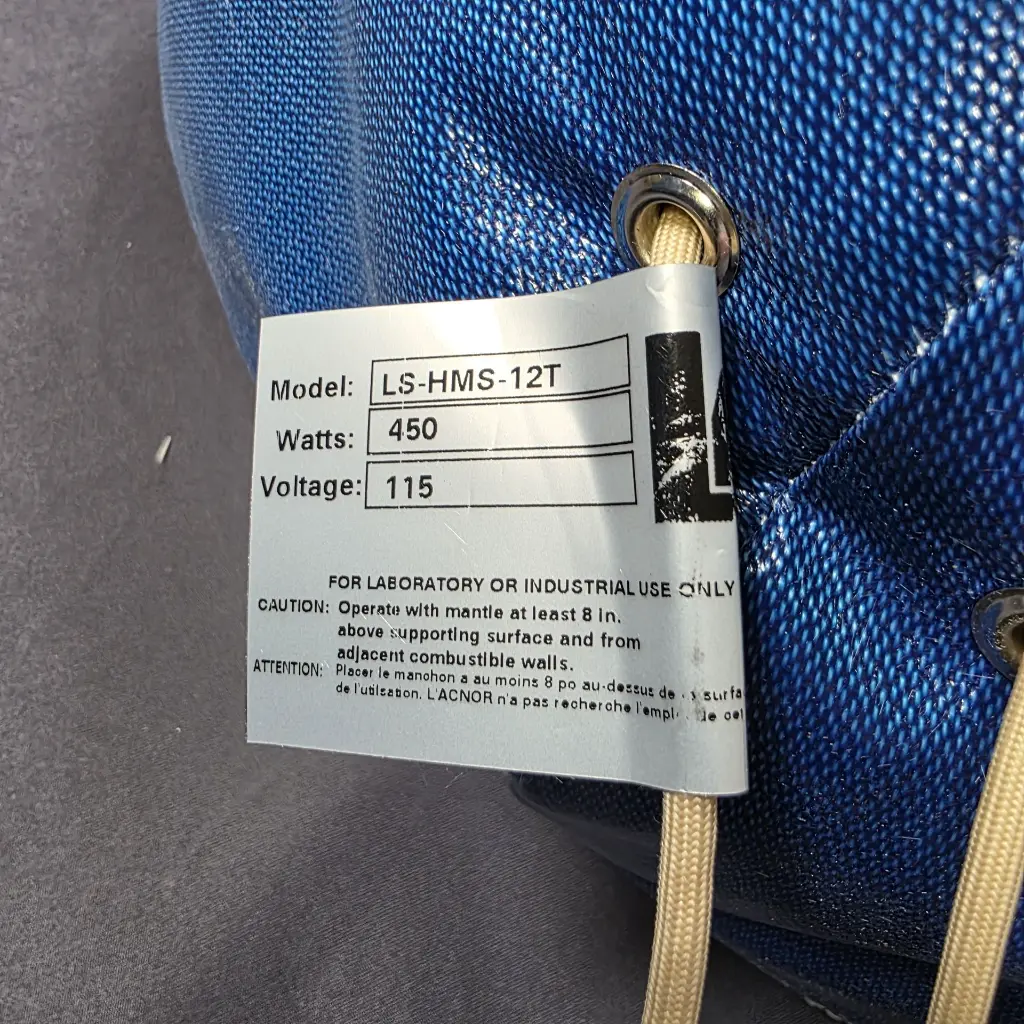 Model: LS-HMS-12T
Watts: 450
Voltage: 115
FOR LABORATORY OR INDUSTRIAL USE ONLY
CAUTION: Operate with mantle at least 8 in.
above supporting surface and from
adjacent combustible walls.
ATTENTION: Placer le manchon a au moins 8 po au-dessus de
de l'utilisation. L'ACNOR n'a pas recherche l'empl